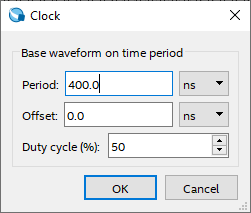 Clock
Base waveform on time period
Period: 400.0 ns
Offset: 0.0 ns
Duty cycle (%): 50
OK Cancel